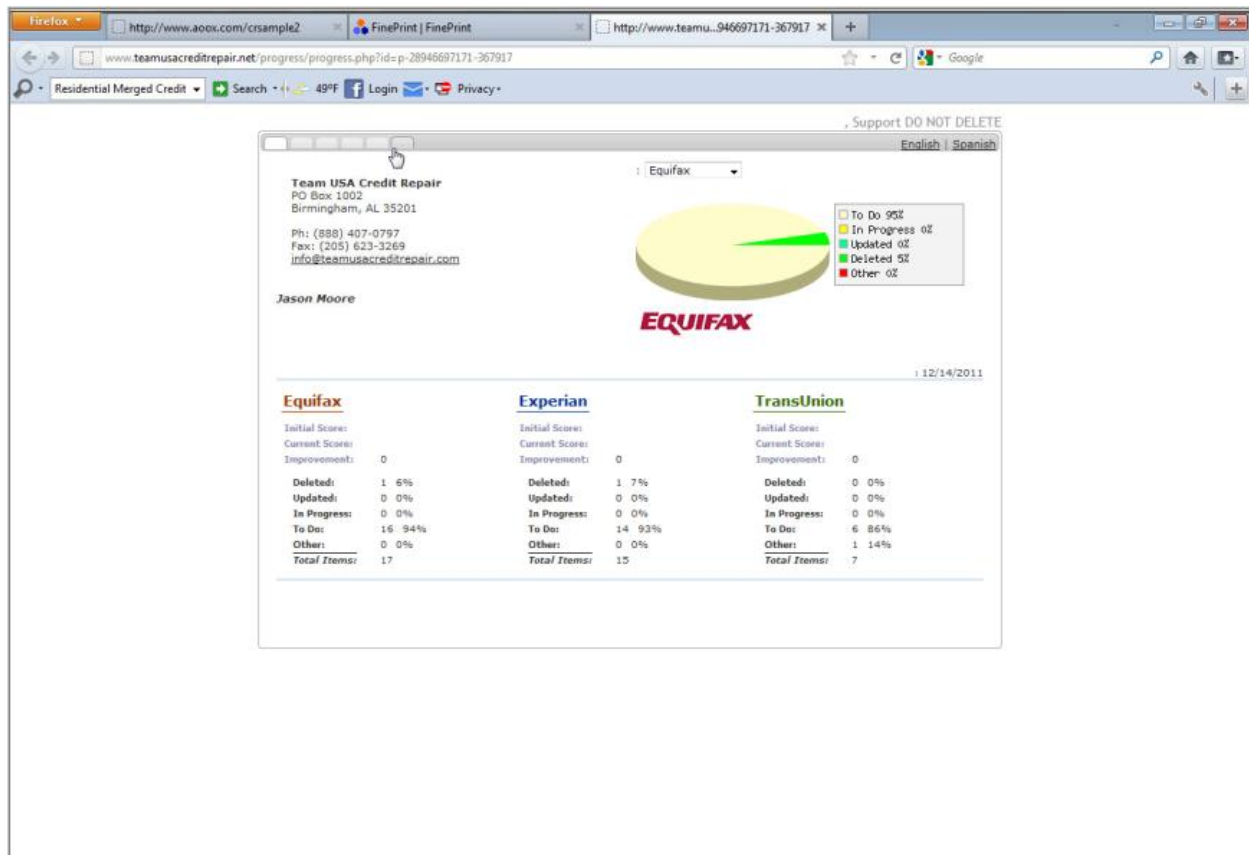 Firefox
http://www.aoox.com/crsample2
FinePrint | FinePrint
http://www.teamu...946697171-367917
www.teamusacreditrepair.net/progress/progress.php?id=p-28946697171-367917
Google
Residential Merged Credit
Search
49°F
Login
Privacy
, Support DO NOT DELETE
English | Spanish
Team USA Credit Repair
PO Box 1002
Birmingham, AL 35201
Ph: (888) 407-0797
Fax: (205) 623-3269
info@teamusacreditrepair.com
Jason Moore
: Equifax
To Do 95%
In Progress 0%
Updated 0%
Deleted 5%
Other 0%
EQUIFAX
: 12/14/2011
Equifax
Initial Score:
Current Score:
Improvement: 0
Deleted: 1 6%
Updated: 0 0%
In Progress: 0 0%
To Do: 16 94%
Other: 0 0%
Total Items: 17
Experian
Initial Score:
Current Score:
Improvement: 0
Deleted: 1 7%
Updated: 0 0%
In Progress: 0 0%
To Do: 14 93%
Other: 0 0%
Total Items: 15
TransUnion
Initial Score:
Current Score:
Improvement: 0
Deleted: 0 0%
Updated: 0 0%
In Progress: 0 0%
To Do: 6 86%
Other: 1 14%
Total Items: 7